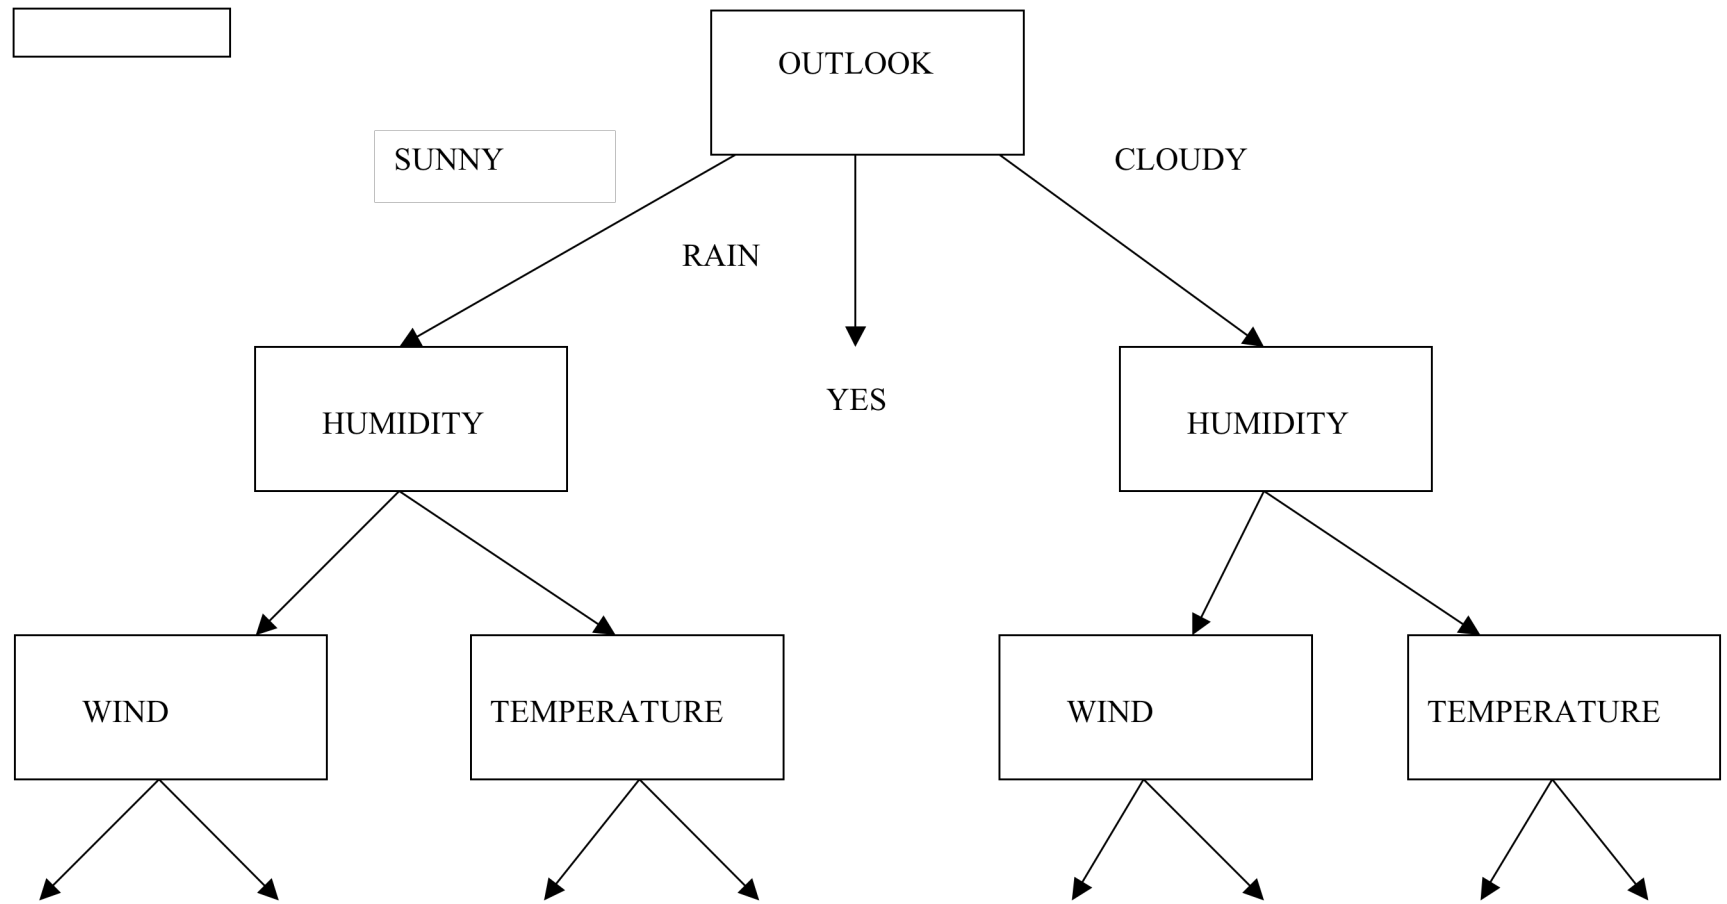 OUTLOOK
SUNNY
CLOUDY
RAIN
YES
HUMIDITY
HUMIDITY
WIND
TEMPERATURE
WIND
TEMPERATURE